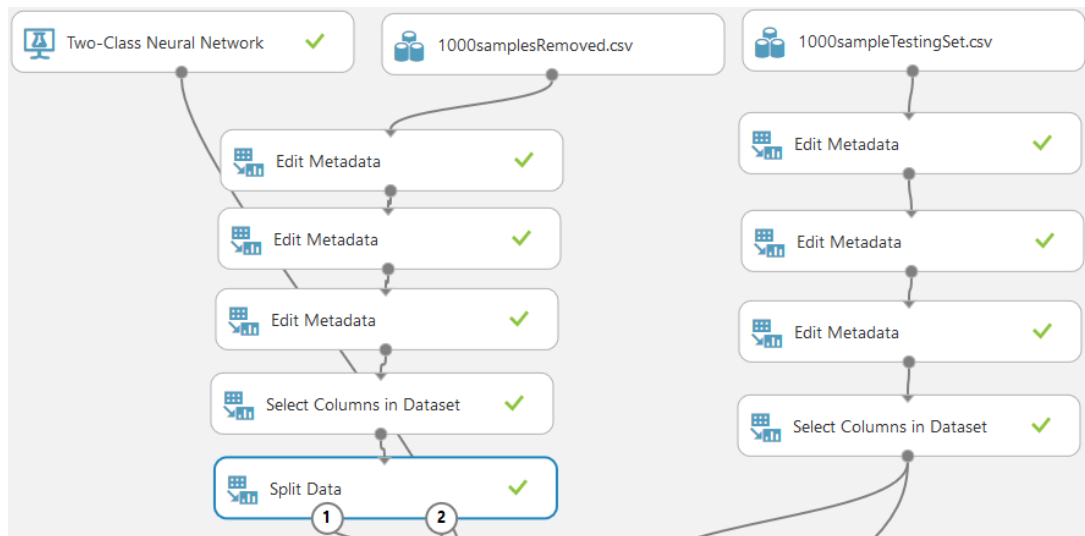 Two-Class Neural Network
1000samplesRemoved.csv
1000sampleTestingSet.csv
Edit Metadata
Edit Metadata
Edit Metadata
Edit Metadata
Edit Metadata
Edit Metadata
Select Columns in Dataset
Select Columns in Dataset
Split Data
1
2